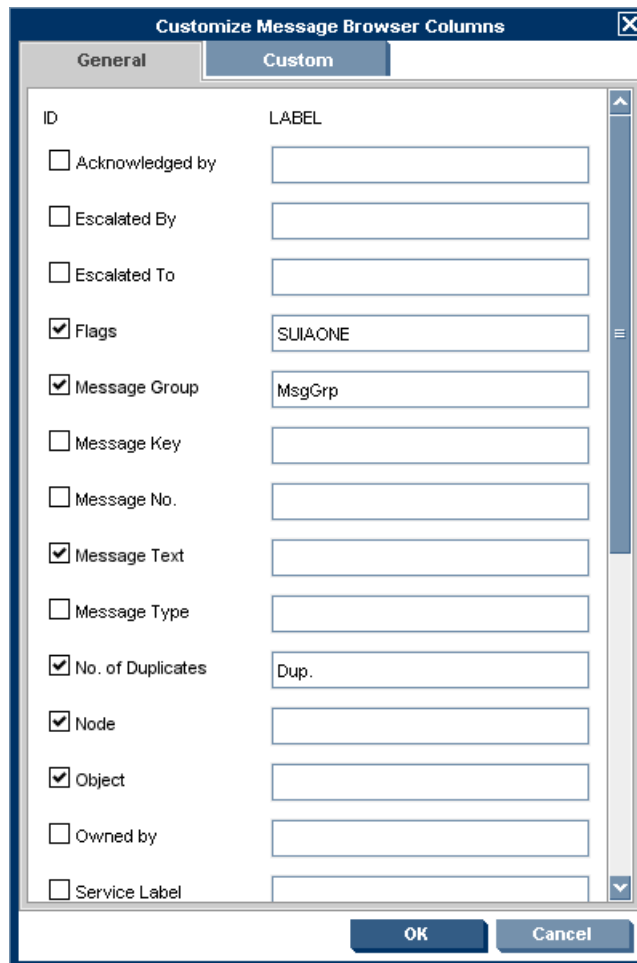 Customize Message Browser Columns
General Custom
ID LABEL
Acknowledged by
Escalated By
Escalated To
Flags SUIAONE
Message Group MsgGrp
Message Key
Message No.
Message Text
Message Type
No. of Duplicates Dup.
Node
Object
Owned by
Service Label
OK Cancel